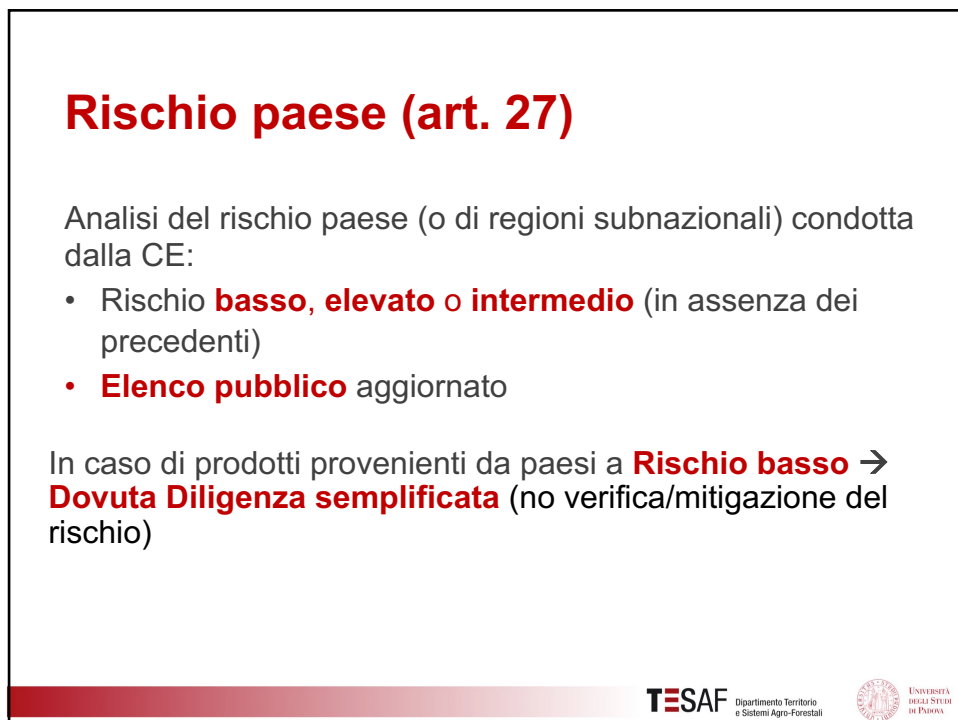 Rischio paese (art. 27)
Analisi del rischio paese (o di regioni subnazionali) condotta
dalla CE:
• Rischio basso, elevato o intermedio (in assenza dei
precedenti)
• Elenco pubblico aggiornato
In caso di prodotti provenienti da paesi a Rischio basso →
Dovuta Diligenza semplificata (no verifica/mitigazione del
rischio)
TESAF Dipartimento Territorio
e Sistemi Agro-Forestali
Università
degli Studi
di Padova